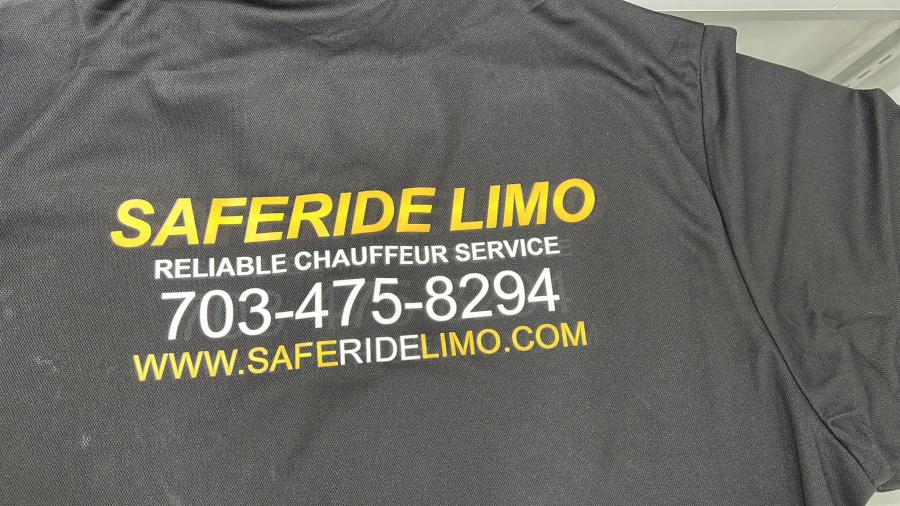 SAFERIDE LIMO
RELIABLE CHAUFFEUR SERVICE
703-475-8294
WWW.SAFERIDELIMO.COM